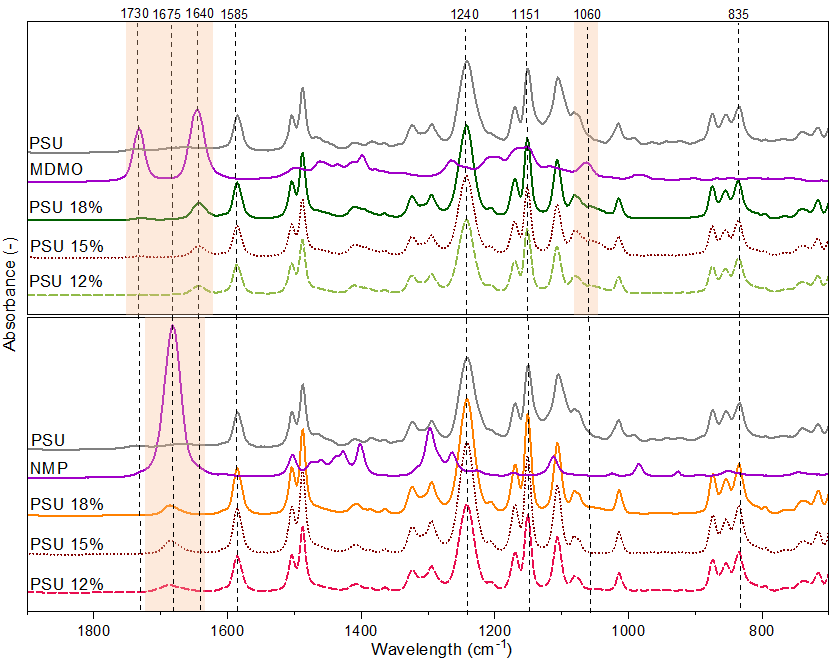 1730 1675 1640 1585 1240 1151 1060 835
PSU
MDMO
PSU 18%
PSU 15%
PSU 12%
Absorbance (-)
PSU
NMP
PSU 18%
PSU 15%
PSU 12%
1800 1600 1400 1200 1000 800
Wavelength (cm⁻¹)